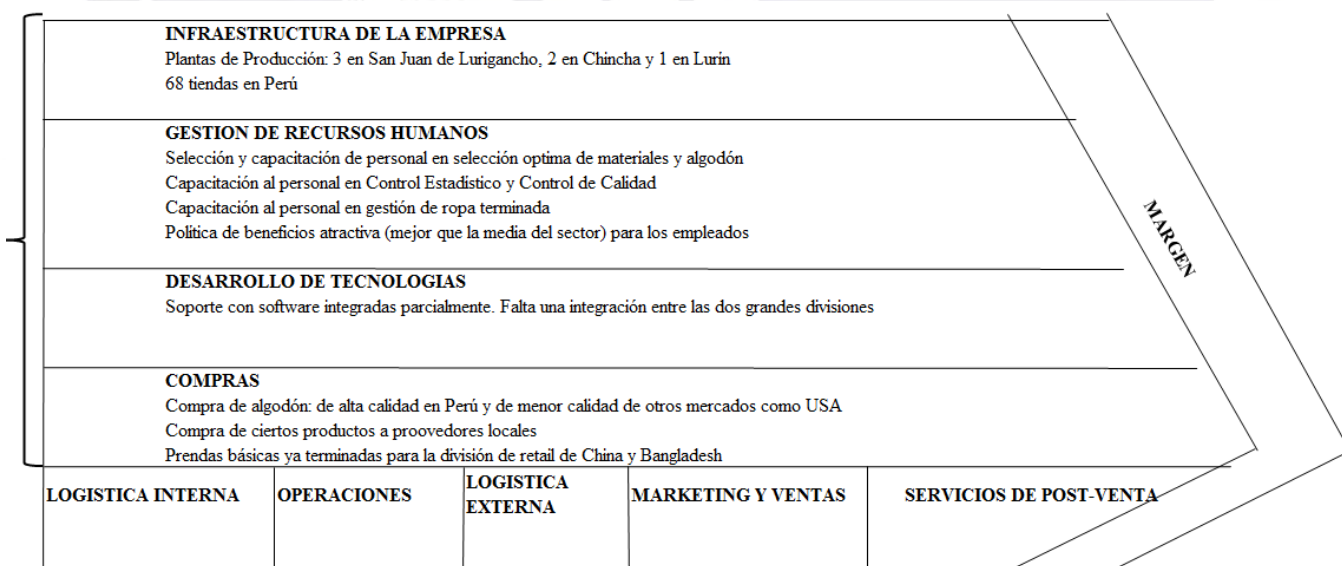 INFRAESTRUCTURA DE LA EMPRESA
Plantas de Producción: 3 en San Juan de Lurigancho, 2 en Chincha y 1 en Lurin
68 tiendas en Perú
GESTION DE RECURSOS HUMANOS
Selección y capacitación de personal en selección optima de materiales y algodón
Capacitación al personal en Control Estadístico y Control de Calidad
Capacitación al personal en gestión de ropa terminada
Politica de beneficios atractiva (mejor que la media del sector) para los empleados
MARGEN
DESARROLLO DE TECNOLOGIAS
Soporte con software integradas parcialmente. Falta una integración entre las dos grandes divisiones
COMPRAS
Compra de algodón: de alta calidad en Perú y de menor calidad de otros mercados como USA
Compra de ciertos productos a proovedores locales
Prendas básicas ya terminadas para la división de retail de China y Bangladesh
LOGISTICA INTERNA
OPERACIONES
LOGISTICA
EXTERNA
MARKETING Y VENTAS
SERVICIOS DE POST-VENTA